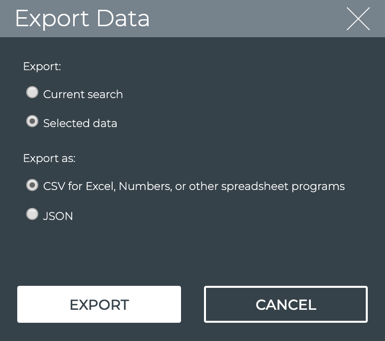 Export Data
Export:
Current search
Selected data
Export as:
CSV for Excel, Numbers, or other spreadsheet programs
JSON
EXPORT
CANCEL